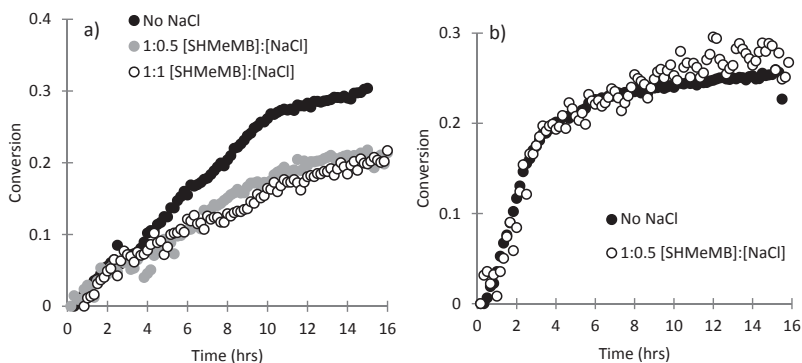 a)
No NaCl
1:0.5 [SHMeMB]:[NaCl]
1:1 [SHMeMB]:[NaCl]
0.4
0.3
0.2
0.1
0
Conversion
0 2 4 6 8 10 12 14 16
Time (hrs)
b)
0.3
0.2
0.1
0
Conversion
No NaCl
1:0.5 [SHMeMB]:[NaCl]
0 2 4 6 8 10 12 14 16
Time (hrs)